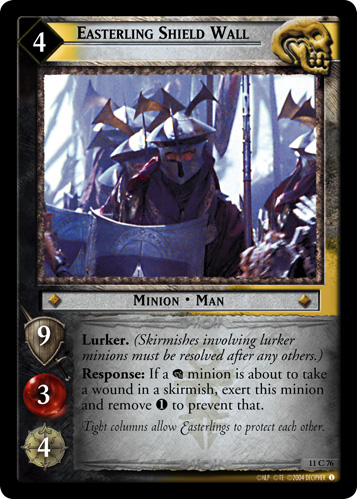 4
Easterling Shield Wall
Minion • Man
9
Lurker. (Skirmishes involving lurker
minions must be resolved after any others.)
3
Response: If a minion is about to take
a wound in a skirmish, exert this minion
and remove 1 to prevent that.
4
Tight columns allow Easterlings to protect each other.
11 C 76
©NLP ©TE ©2004 DECIPHER